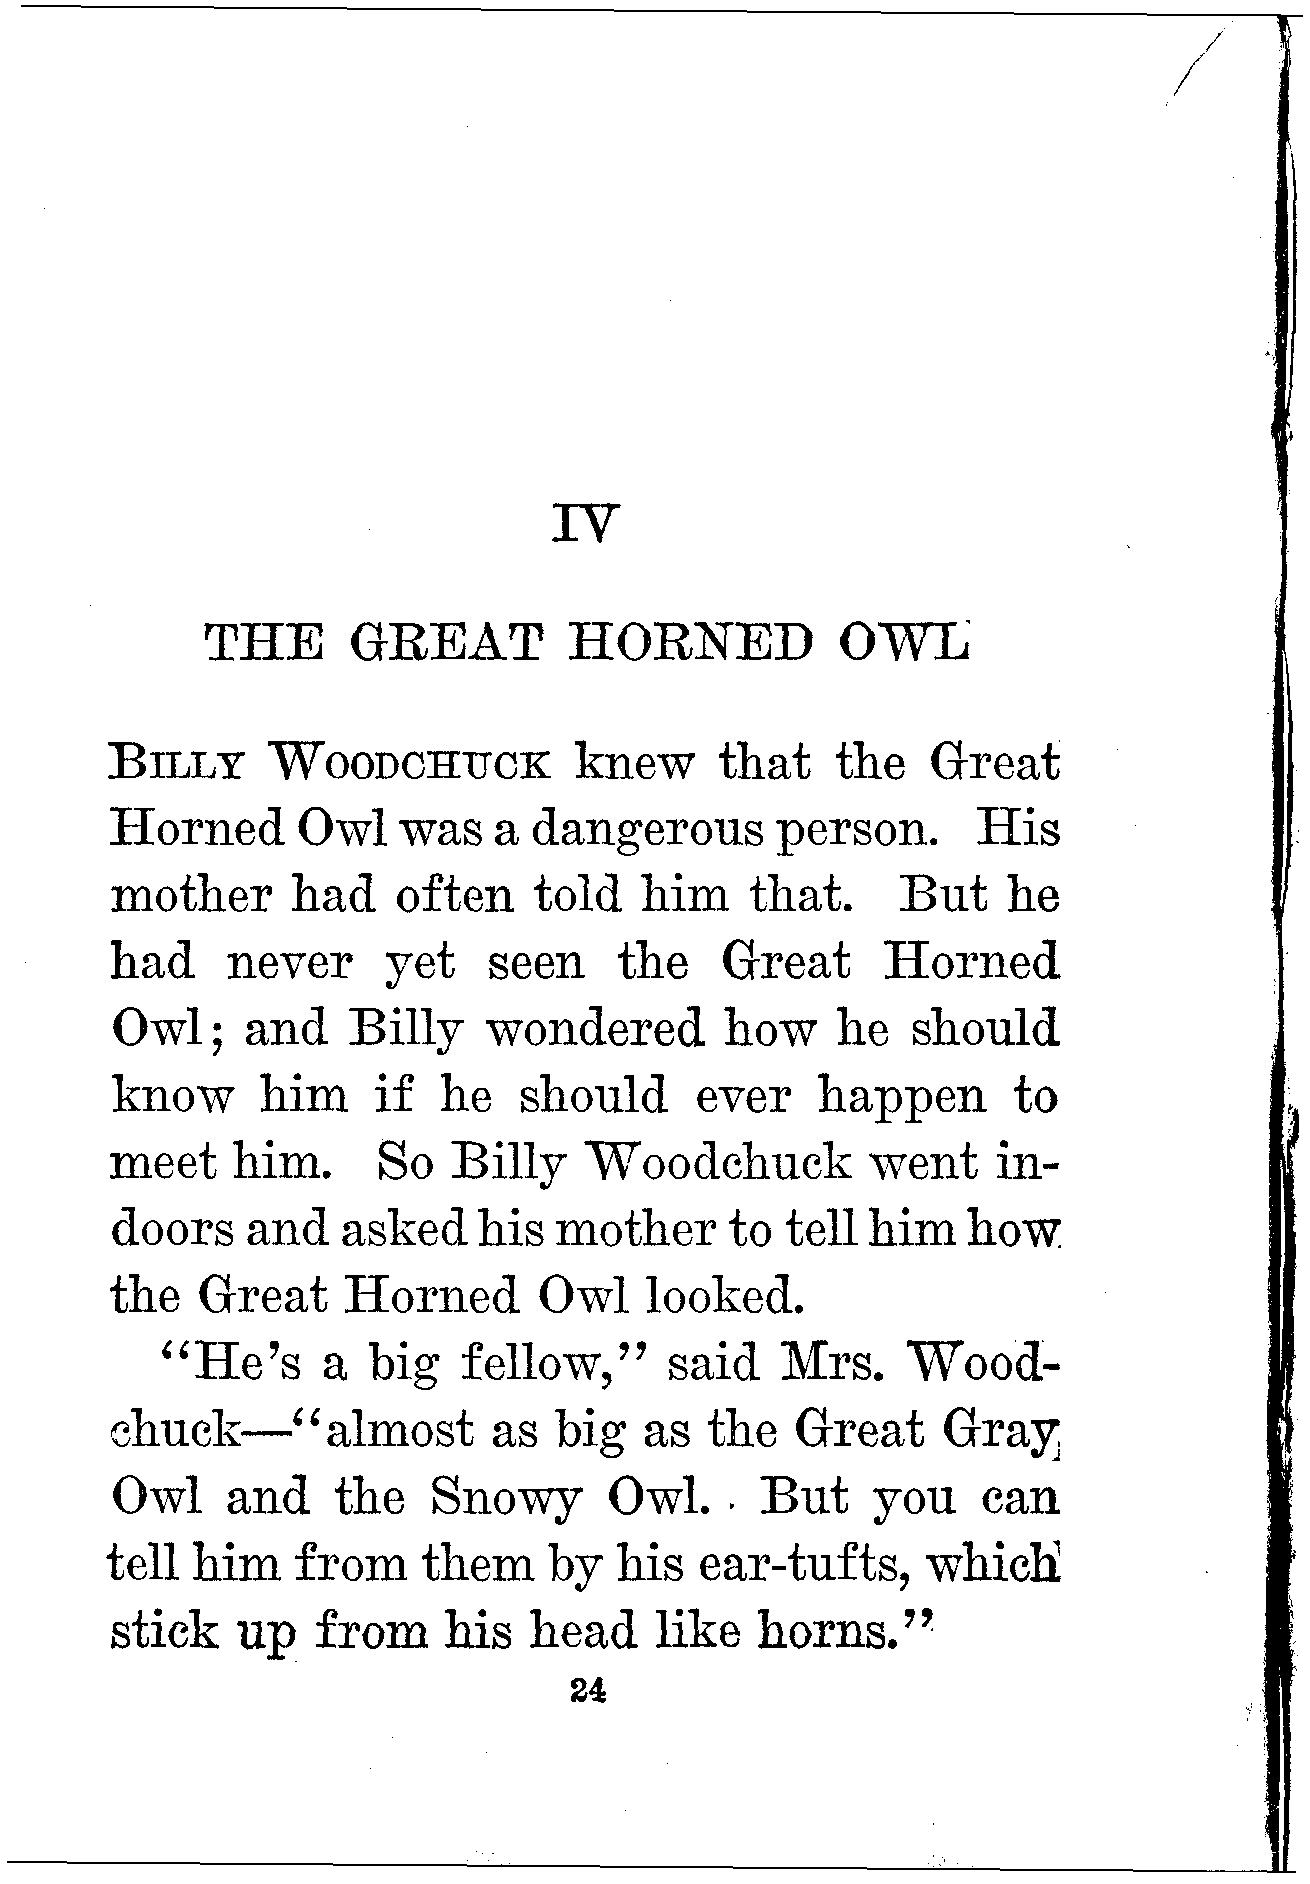 IV
THE GREAT HORNED OWL
BILLY WOODCHUCK knew that the Great
Horned Owl was a dangerous person. His
mother had often told him that. But he
had never yet seen the Great Horned
Owl; and Billy wondered how he should
know him if he should ever happen to
meet him. So Billy Woodchuck went in-
doors and asked his mother to tell him how
the Great Horned Owl looked.
“He’s a big fellow,” said Mrs. Wood-
chuck—“almost as big as the Great Gray
Owl and the Snowy Owl. But you can
tell him from them by his ear-tufts, which
stick up from his head like horns.”
24